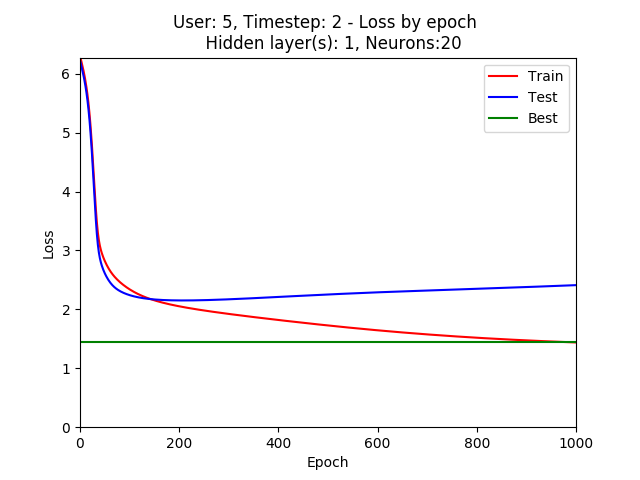 User: 5, Timestep: 2 - Loss by epoch
Hidden layer(s): 1, Neurons:20
Train
Test
Best
6
5
4
3
2
1
0
Loss
0 200 400 600 800 1000
Epoch